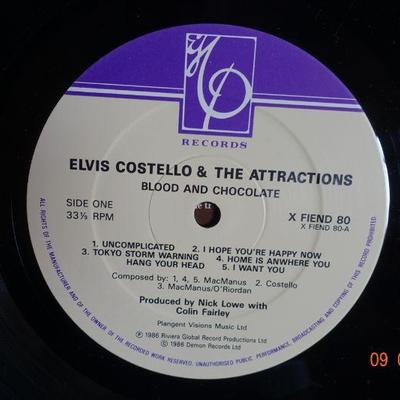 RECORDS
ELVIS COSTELLO & THE ATTRACTIONS
BLOOD AND CHOCOLATE
SIDE ONE
33⅓ RPM
X FIEND 80
X FIEND 80-A
1. UNCOMPLICATED 2. I HOPE YOU'RE HAPPY NOW
3. TOKYO STORM WARNING 4. HOME IS ANWHERE YOU
HANG YOUR HEAD 5. I WANT YOU
Composed by: 1, 4, 5. MacManus 2. Costello
3. MacManus/O'Riordan
Produced by Nick Lowe with
Colin Fairley
Plangent Visions Music Ltd
℗ 1986 Riviera Global Record Productions Ltd
© 1986 Demon Records Ltd
ALL RIGHTS OF THE MANUFACTURER AND OF THE OWNER OF THE RECORDED WORK RESERVED. UNAUTHORISED PUBLIC PERFORMANCE, BROADCASTING AND COPYING OF THIS RECORD PROHIBITED
09